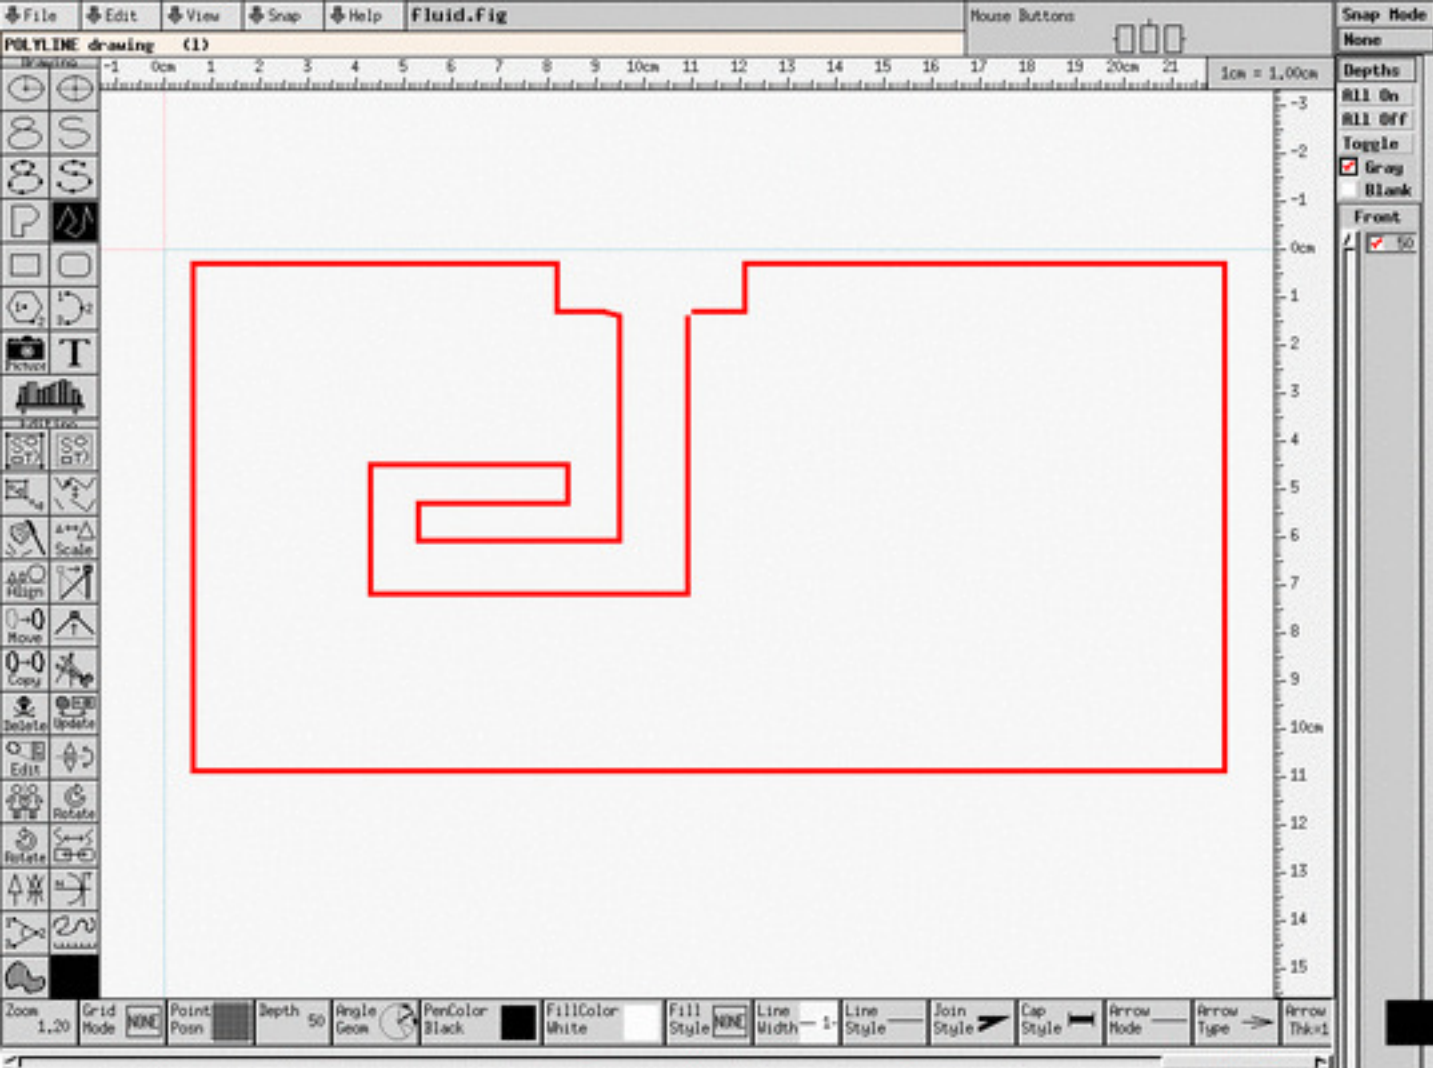 File Edit View Snap Help fluid.fig
Mouse Buttons
Snap Mode
POLYLINE drawing (1)
None
Drawing
-1 0cm 1 2 3 4 5 6 7 8 9 10cm 11 12 13 14 15 16 17 18 19 20cm 21
1cm = 1.00cm
Depths
All On
All Off
Toggle
Gray
Blank
Front
50
-3
-2
-1
0cm
1
2
3
4
5
6
7
8
9
10cm
11
12
13
14
15
Picture
T
Editing
Scale
Align
Move
Copy
Delete Update
Edit
Rotate
Rotate
Zoom 1.20
Grid Mode NONE
Point Posn
Depth 50
Angle Geom
PenColor Black
FillColor White
Fill Style NONE
Line Width 1
Line Style
Join Style
Cap Style
Arrow Mode
Arrow Type
Arrow Thk=1